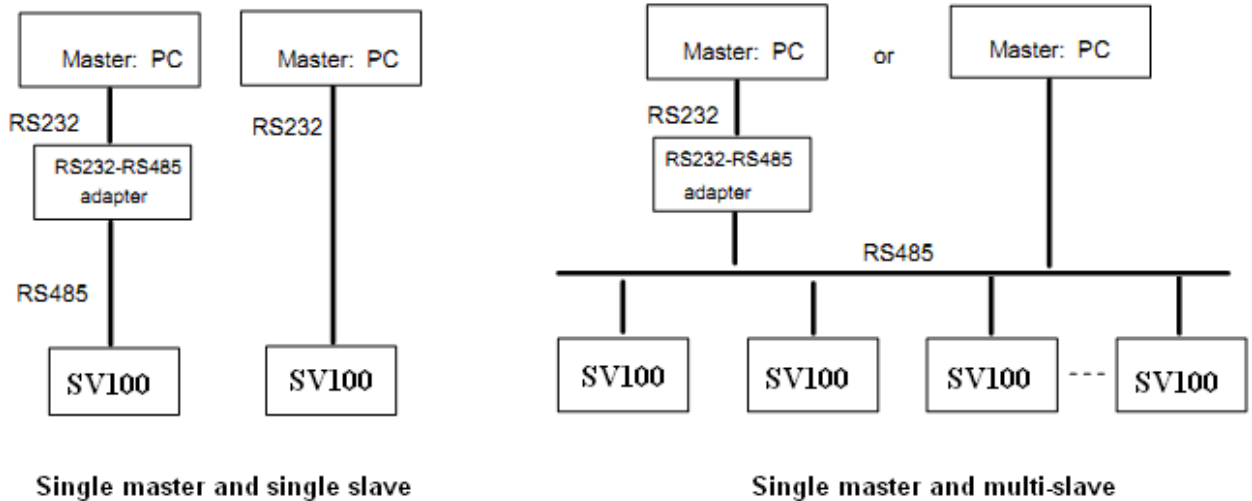 Master: PC
RS232
RS232-RS485
adapter
RS485
SV100
Master: PC
RS232
SV100
Single master and single slave
Master: PC
or
Master: PC
RS232
RS232-RS485
adapter
RS485
SV100
SV100
SV100
---
SV100
Single master and multi-slave